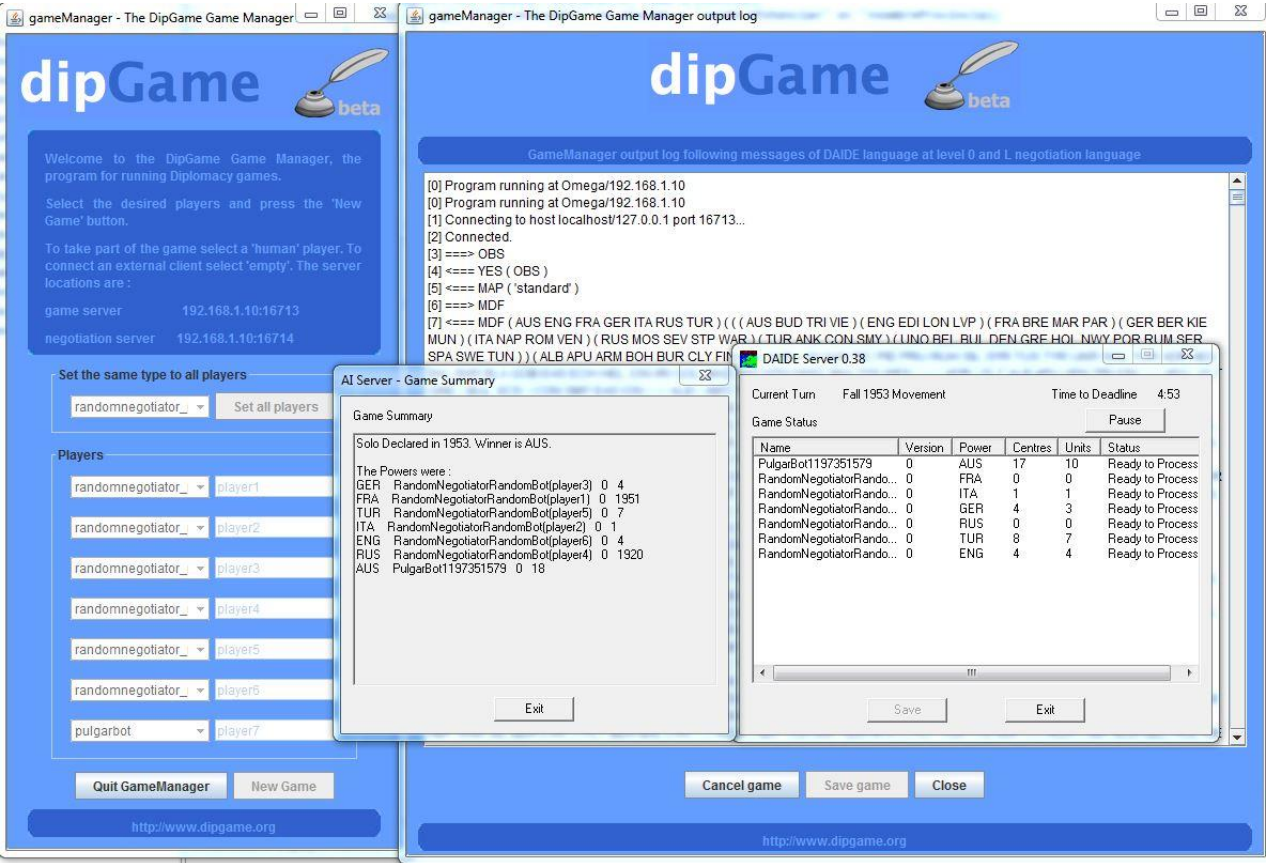 gameManager - The DipGame Game Manager
dipGame
beta
Welcome to the DipGame Game Manager, the
program for running Diplomacy games.
Select the desired players and press the 'New
Game' button.
To take part of the game select a 'human' player. To
connect an external client select 'empty'. The server
locations are :
game server 192.168.1.10:16713
negotiation server 192.168.1.10:16714
Set the same type to all players
randomnegotiator_ Set all players
Players
randomnegotiator_ player1
randomnegotiator_ player2
randomnegotiator_ player3
randomnegotiator_ player4
randomnegotiator_ player5
randomnegotiator_ player6
pulgarbot player7
Quit GameManager New Game
http://www.dipgame.org
gameManager - The DipGame Game Manager output log
dipGame
beta
GameManager output log following messages of DAIDE language at level 0 and L negotiation language
[0] Program running at Omega/192.168.1.10
[0] Program running at Omega/192.168.1.10
[1] Connecting to host localhost/127.0.0.1 port 16713...
[2] Connected.
[3] ===> OBS
[4] <=== YES ( OBS )
[5] <=== MAP ( 'standard' )
[6] ===> MDF
[7] <=== MDF ( AUS ENG FRA GER ITA RUS TUR ) ( ( ( AUS BUD TRI VIE ) ( ENG EDI LON LVP ) ( FRA BRE MAR PAR ) ( GER BER KIE
MUN ) ( ITA NAP ROM VEN ) ( RUS MOS SEV STP WAR ) ( TUR ANK CON SMY ) ( UNO BEL BUL DEN GRE HOL NWY POR RUM SER
SPA SWE TUN ) ) ( ALB APU ARM BOH BUR CLY FIN
AI Server - Game Summary
Game Summary
Solo Declared in 1953. Winner is AUS.
The Powers were :
GER RandomNegotiatorRandomBot(player3) 0 4
FRA RandomNegotiatorRandomBot(player1) 0 1951
TUR RandomNegotiatorRandomBot(player5) 0 7
ITA RandomNegotiatorRandomBot(player2) 0 1
ENG RandomNegotiatorRandomBot(player6) 0 4
RUS RandomNegotiatorRandomBot(player4) 0 1920
AUS PulgarBot1197351579 0 18
Exit
DAIDE Server 0.38
Current Turn Fall 1953 Movement Time to Deadline 4:53
Game Status Pause
Name Version Power Centres Units Status
PulgarBot1197351579 0 AUS 17 10 Ready to Process
RandomNegotiatorRando... 0 FRA 0 0 Ready to Process
RandomNegotiatorRando... 0 ITA 1 1 Ready to Process
RandomNegotiatorRando... 0 GER 4 3 Ready to Process
RandomNegotiatorRando... 0 RUS 0 0 Ready to Process
RandomNegotiatorRando... 0 TUR 8 7 Ready to Process
RandomNegotiatorRando... 0 ENG 4 4 Ready to Process
Save Exit
Cancel game Save game Close
http://www.dipgame.org